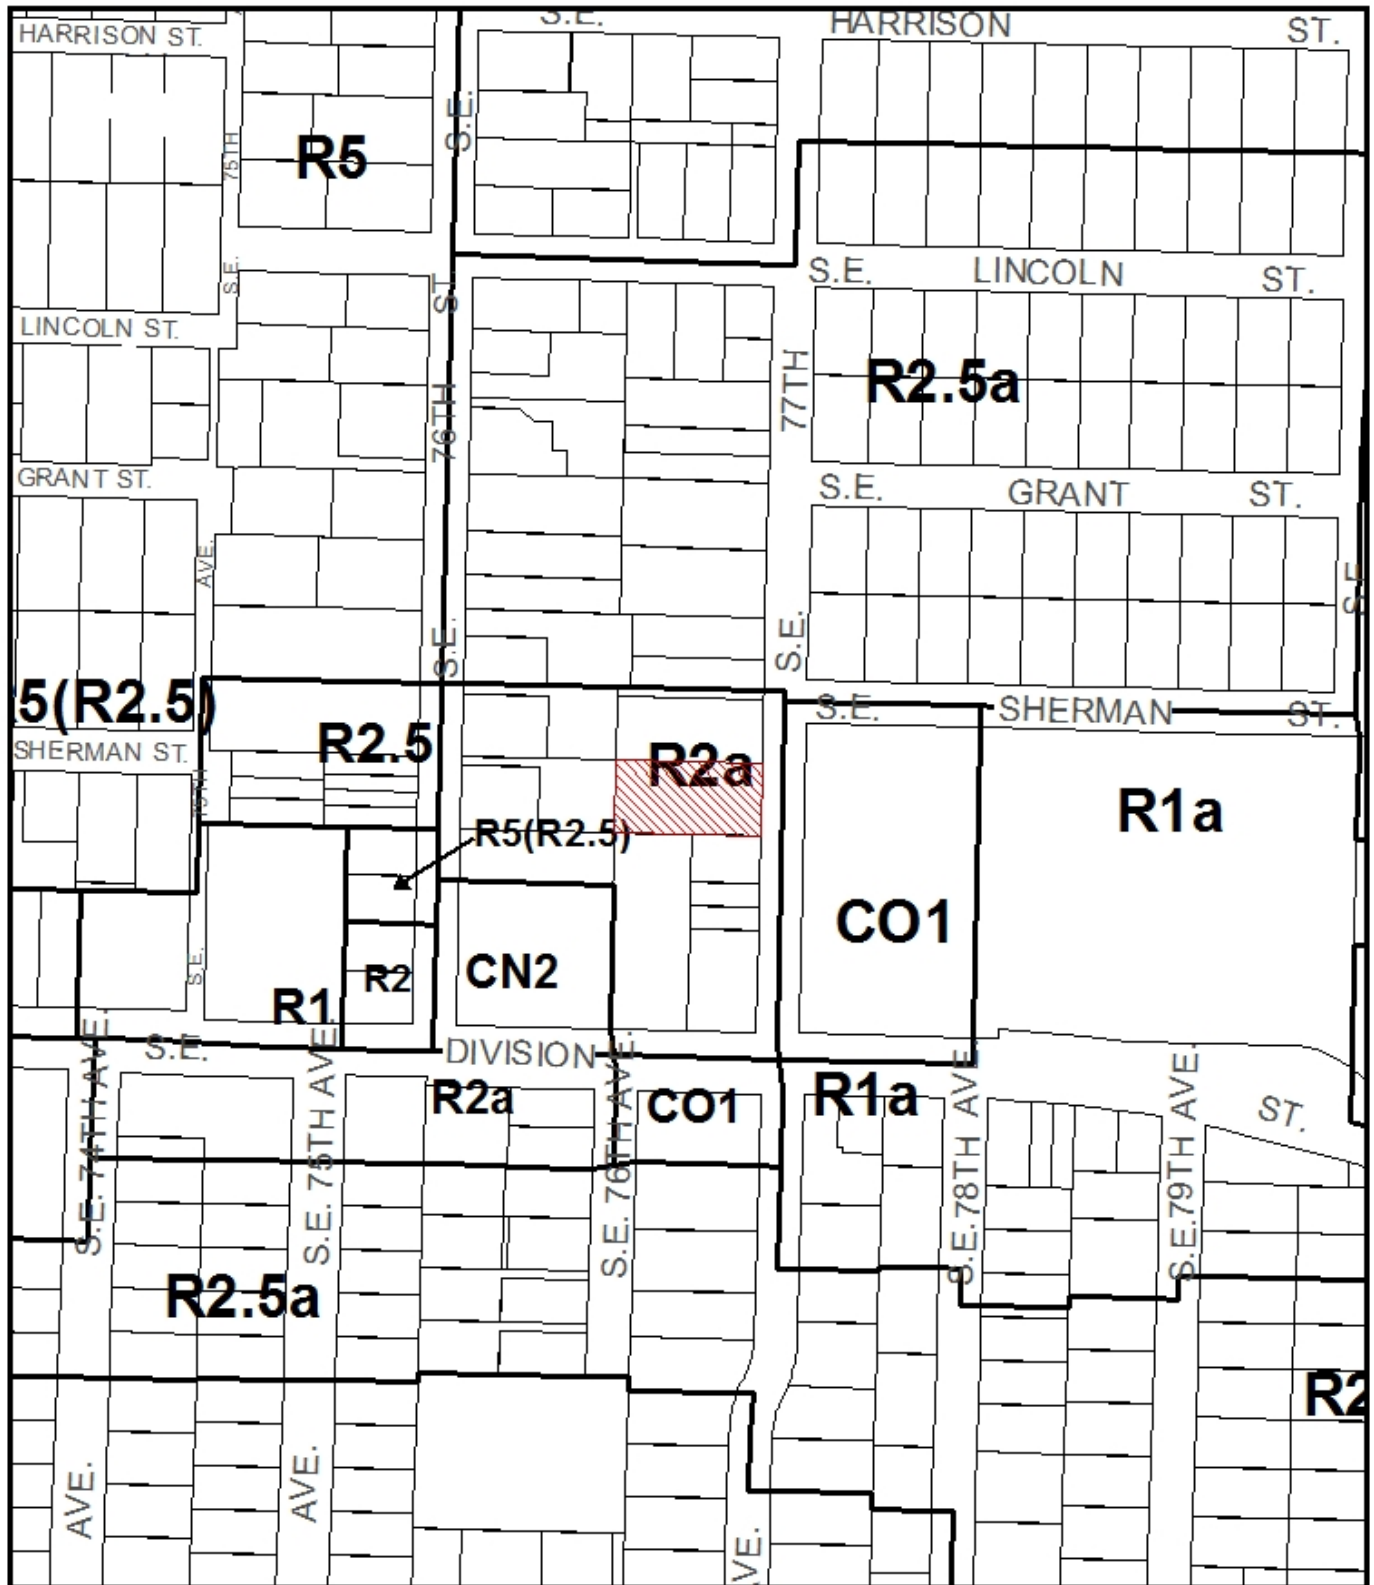 S.E. HARRISON ST.
HARRISON ST.
S.E.
75TH
R5
S.E. LINCOLN ST.
S.E.
ST
LINCOLN ST.
77TH
R2.5a
76TH
GRANT ST.
S.E. GRANT ST.
AVE.
S.E.
S.E.
S.E.
5(R2.5)
S.E. SHERMAN ST.
R2.5
SHERMAN ST.
R2a
75TH
R1a
R5(R2.5)
CO1
S.E.
CN2
R2
R1
S.E. DIVISION ST.
R2a
CO1
R1a
S.E. 74TH AVE.
S.E. 75TH AVE.
S.E. 76TH AVE.
S.E. 78TH AVE.
S.E. 79TH AVE.
R2.5a
R2
AVE.
AVE.
AVE.